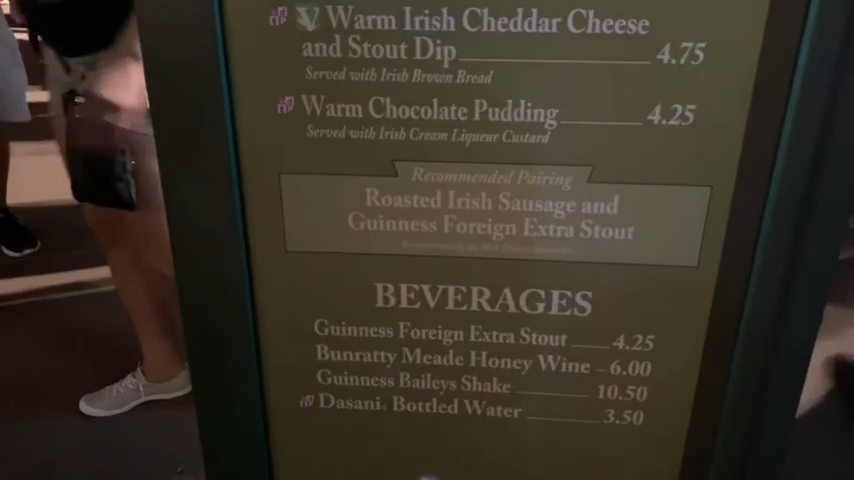 V Warm Irish Cheddar Cheese
and Stout Dip 4.75
Served with Irish Brown Bread
Warm Chocolate Pudding 4.25
Served with Irish Cream Liqueur Custard
Recommended Pairing
Roasted Irish Sausage and
Guinness Foreign Extra Stout
BEVERAGES
Guinness Foreign Extra Stout 4.25
Bunratty Meade Honey Wine 6.00
Guinness Baileys Shake 10.50
Dasani® Bottled Water 3.50